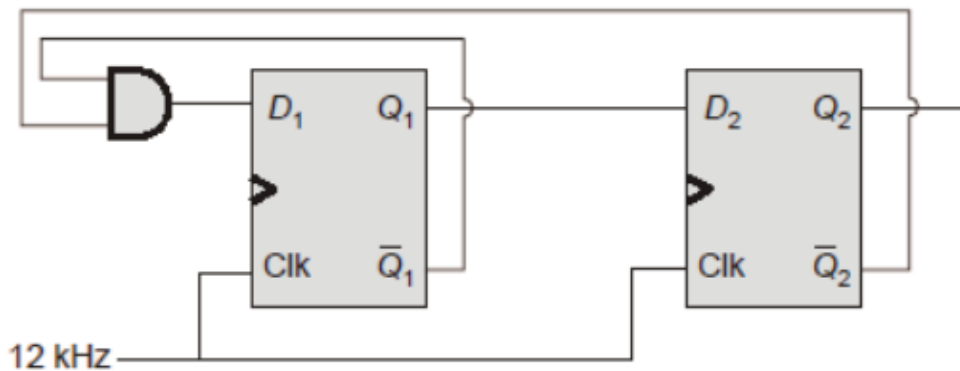 D₁ Q₁ D₂ Q₂
Clk Q̅₁ Clk Q̅₂
12 kHz